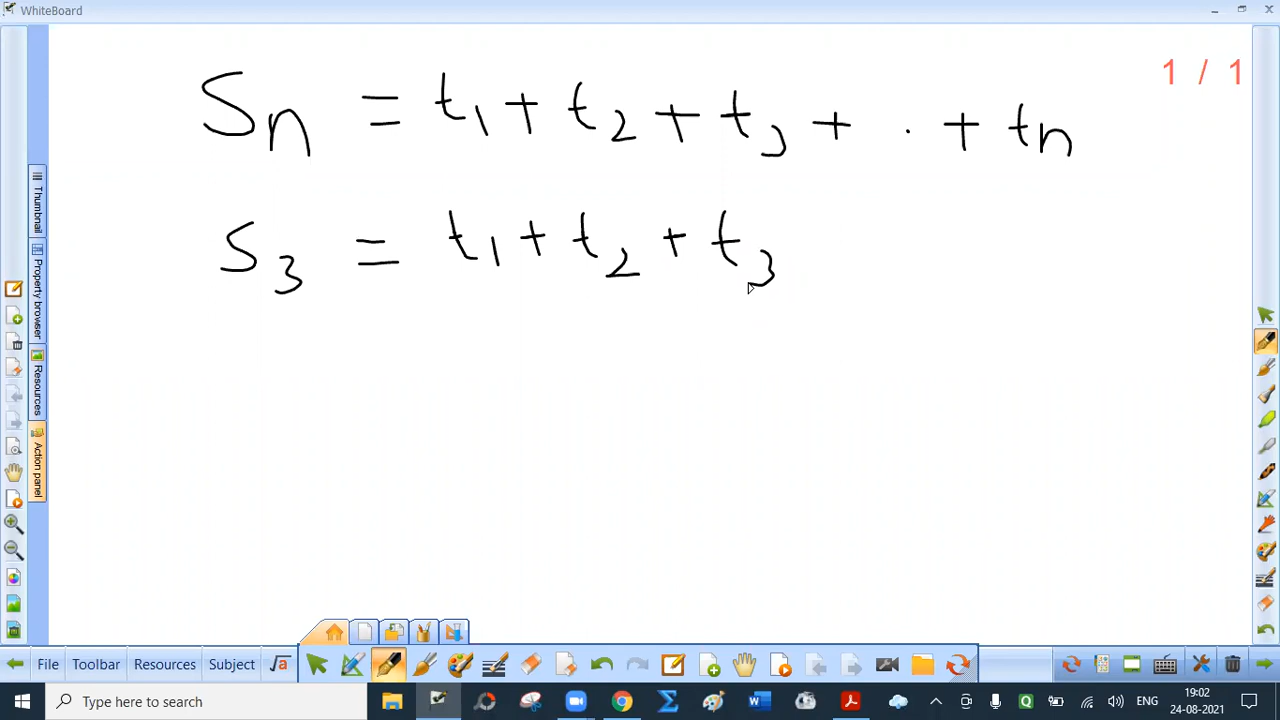 WhiteBoard
1 / 1
Sn = t1 + t2 + t3 + . + tn
S3 = t1 + t2 + t3
Thumbnail
Property browser
Resources
Action panel
File Toolbar Resources Subject √a
Type here to search
ENG
19:02
24-08-2021